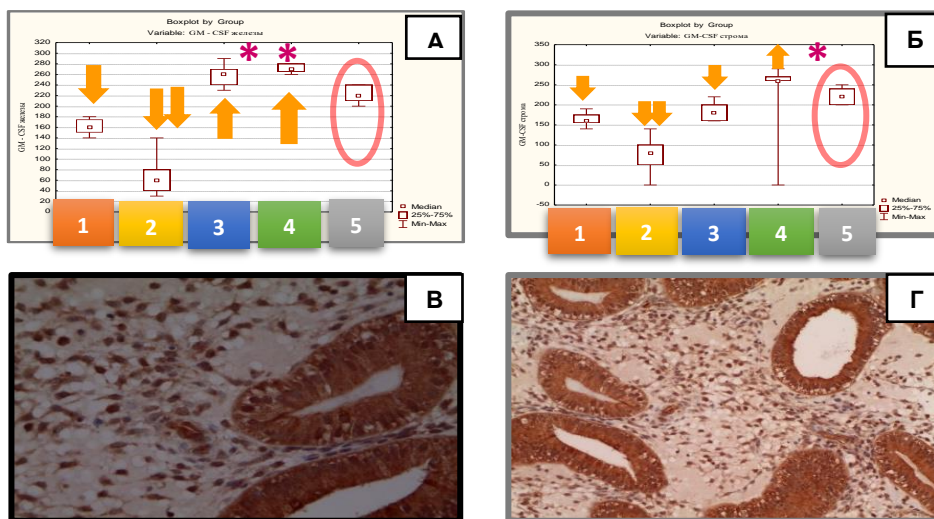 Boxplot by Group
Variable: GM - CSF железы
А
*
*
GM - CSF железы
320
300
280
260
240
220
200
180
160
140
120
100
80
60
40
20
0
Median
25%-75%
Min-Max
1
2
3
4
5
Boxplot by Group
Variable: GM-CSF строма
Б
*
GM-CSF строма
350
300
250
200
150
100
50
0
-50
Median
25%-75%
Min-Max
1
2
3
4
5
В
Г